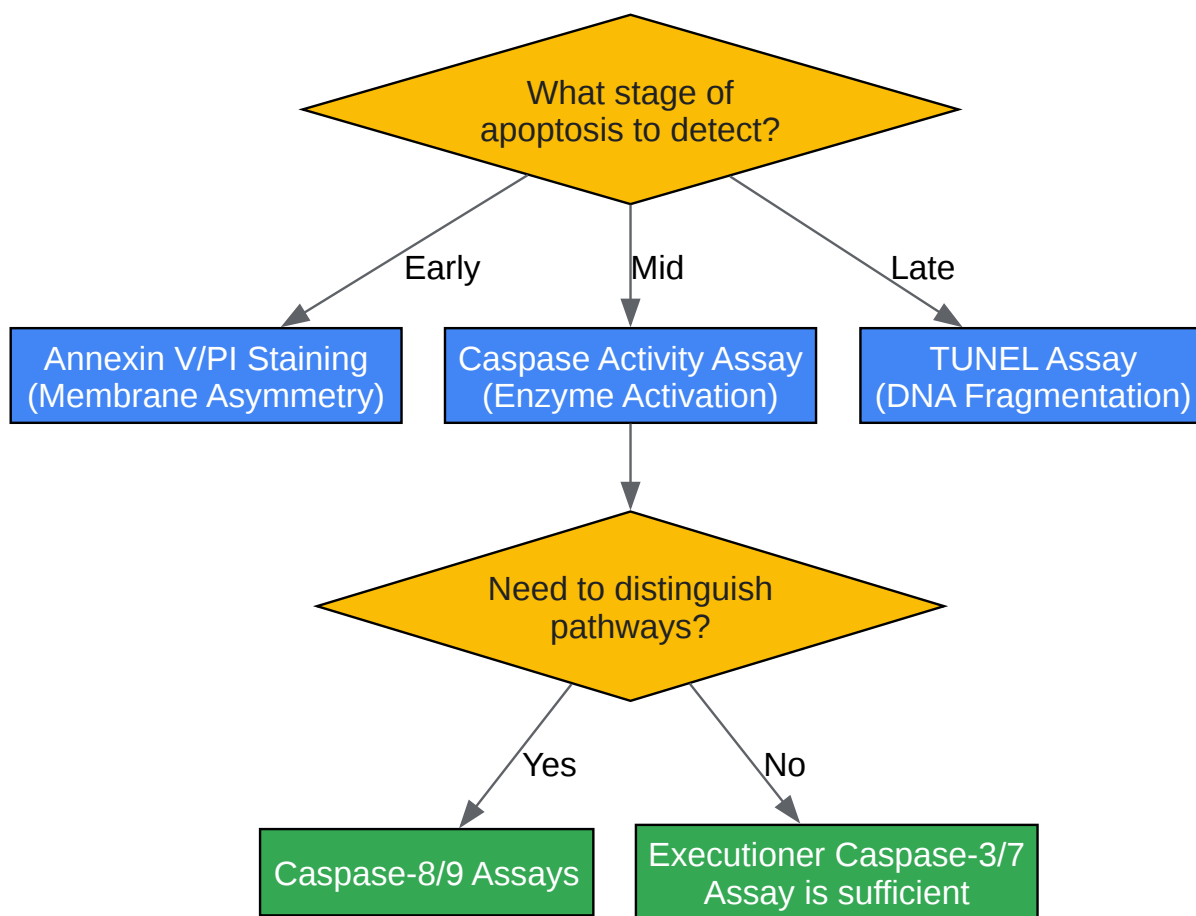 What stage of
apoptosis to detect?
Early
Mid
Late
Annexin V/PI Staining
(Membrane Asymmetry)
Caspase Activity Assay
(Enzyme Activation)
TUNEL Assay
(DNA Fragmentation)
Need to distinguish
pathways?
Yes
No
Caspase-8/9 Assays
Executioner Caspase-3/7
Assay is sufficient